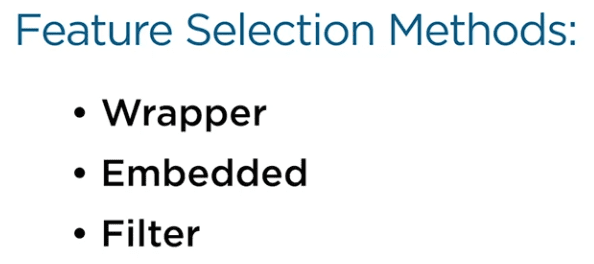 Feature Selection Methods:
• Wrapper
• Embedded
• Filter